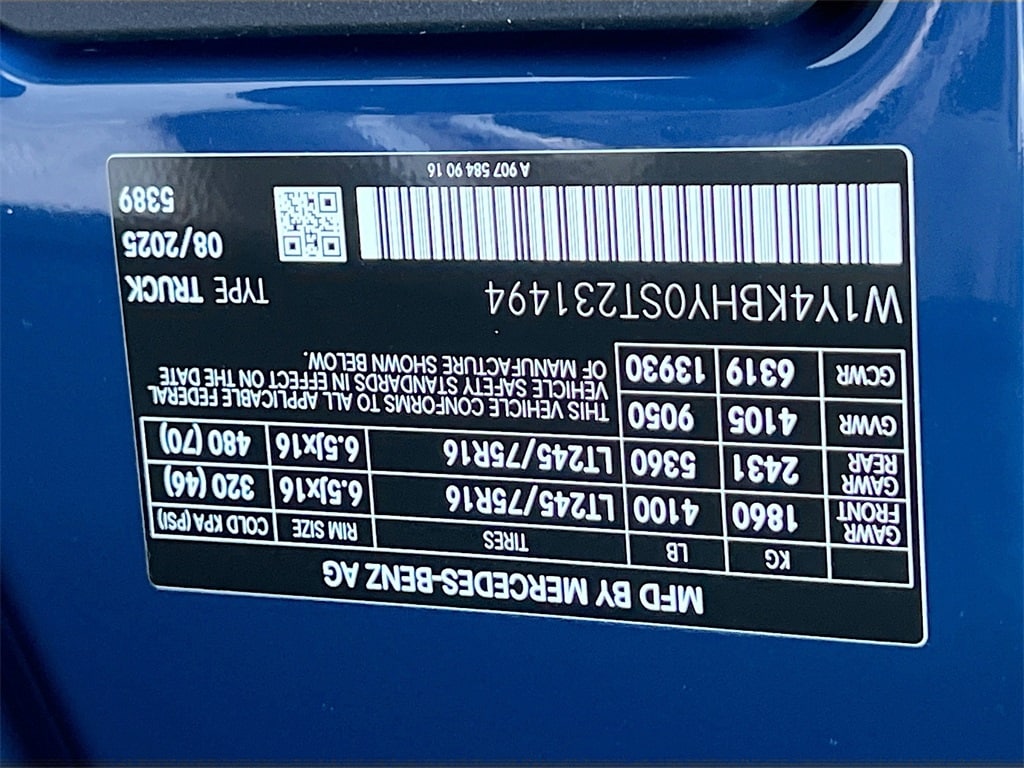 MFD BY MERCEDES-BENZ AG
KG LB TIRES RIM SIZE COLD KPA (PSI)
GAWR FRONT 1860 4100 LT245/75R16 6.5Jx16 320 (46)
GAWR REAR 2431 5360 LT245/75R16 6.5Jx16 480 (70)
GVWR 4105 9050
GCWR 6319 13930
THIS VEHICLE CONFORMS TO ALL APPLICABLE FEDERAL
VEHICLE SAFETY STANDARDS IN EFFECT ON THE DATE
OF MANUFACTURE SHOWN BELOW.
W1Y4KBHY0ST231494 TYPE TRUCK
08/2025
5389
A 907 584 90 16